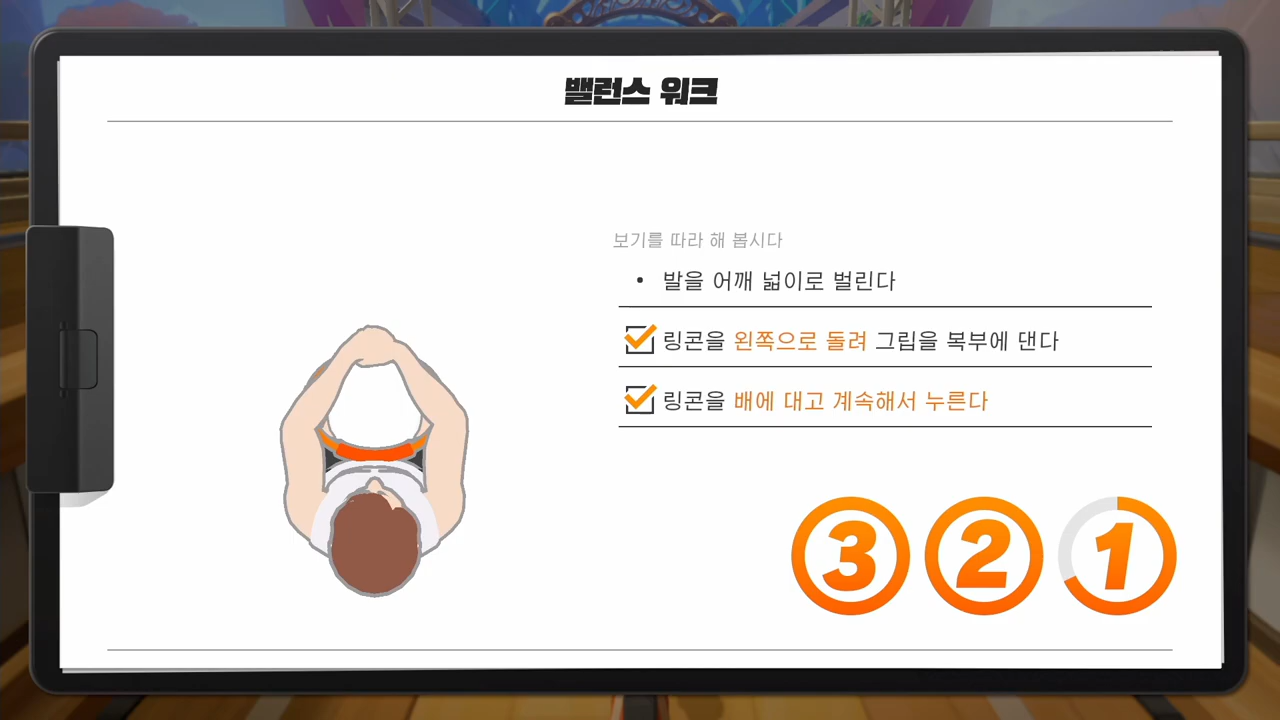 밸런스 워크
보기를 따라 해 봅시다
• 발을 어깨 넓이로 벌린다
링콘을 왼쪽으로 돌려 그립을 복부에 댄다
링콘을 배에 대고 계속해서 누른다
3 2 1